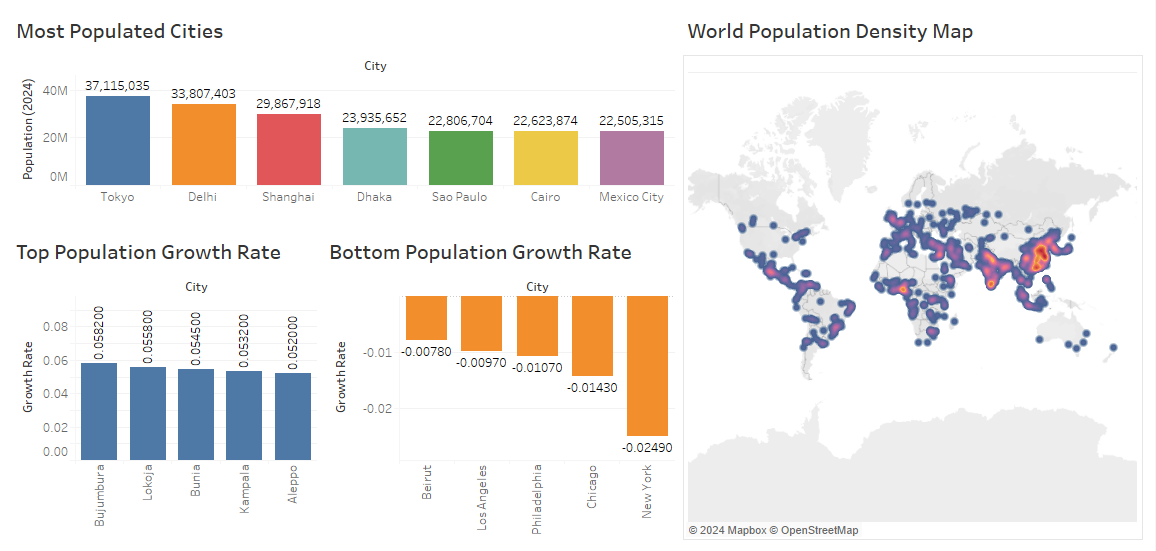 Most Populated Cities
City
Population (2024)
40M
20M
0M
37,115,035
33,807,403
29,867,918
23,935,652
22,806,704
22,623,874
22,505,315
Tokyo
Delhi
Shanghai
Dhaka
Sao Paulo
Cairo
Mexico City
Top Population Growth Rate
City
Growth Rate
0.08
0.06
0.04
0.02
0.00
0.058200
0.055800
0.054500
0.053200
0.052000
Bujumbura
Lokoja
Bunia
Kampala
Aleppo
Bottom Population Growth Rate
City
Growth Rate
-0.01
-0.02
-0.00780
-0.00970
-0.01070
-0.01430
-0.02490
Beirut
Los Angeles
Philadelphia
Chicago
New York
World Population Density Map
© 2024 Mapbox © OpenStreetMap